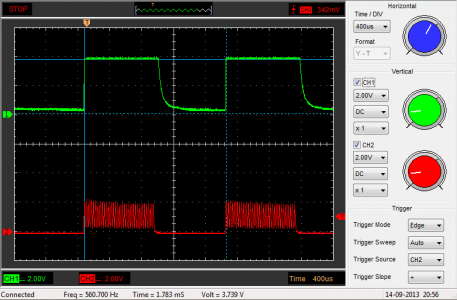 STOP
T
CH2 342mV
Horizontal
Time / DIV
400us
Format
Y - T
Vertical
CH1
2.00V
DC
x 1
CH2
2.00V
DC
x 1
Trigger
Trigger Mode Edge
Trigger Sweep Auto
Trigger Source CH2
Trigger Slope +
CH1 2.00V CH2 2.00V Time 400us
Connected Freq = 560.700 Hz Time = 1.783 mS Volt = 3.739 V 14-09-2013 20:56